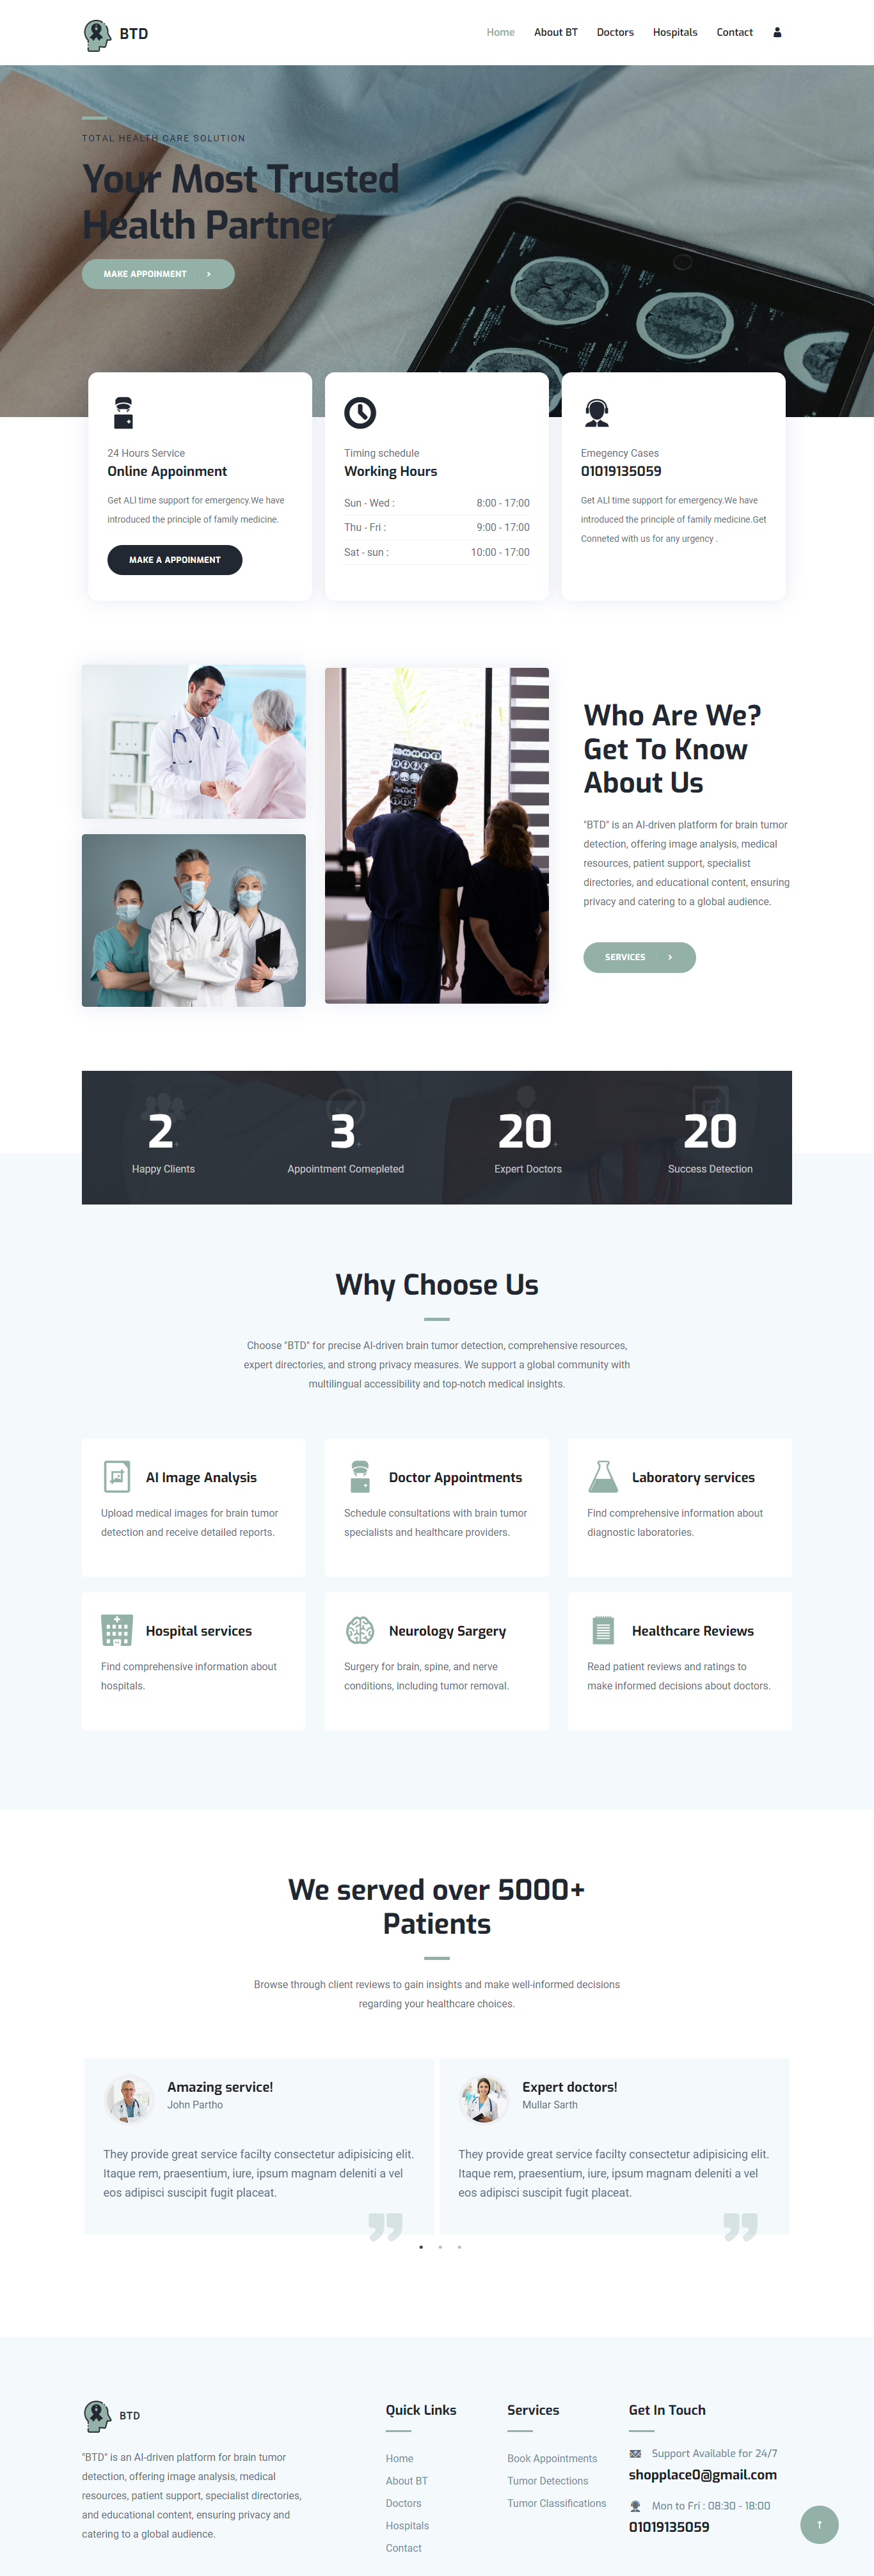 BTD
Home About BT Doctors Hospitals Contact
TOTAL HEALTH CARE SOLUTION
Your Most Trusted
Health Partner
MAKE APPOINMENT
24 Hours Service
Online Appoinment
Get ALl time support for emergency.We have
introduced the principle of family medicine.
MAKE A APPOINMENT
Timing schedule
Working Hours
Sun - Wed : 8:00 - 17:00
Thu - Fri : 9:00 - 17:00
Sat - sun : 10:00 - 17:00
Emegency Cases
01019135059
Get ALl time support for emergency.We have
introduced the principle of family medicine.Get
Conneted with us for any urgency .
Who Are We?
Get To Know
About Us
"BTD" is an AI-driven platform for brain tumor
detection, offering image analysis, medical
resources, patient support, specialist
directories, and educational content, ensuring
privacy and catering to a global audience.
SERVICES
2+
Happy Clients
3+
Appointment Comepleted
20+
Expert Doctors
20
Success Detection
Why Choose Us
Choose "BTD" for precise AI-driven brain tumor detection, comprehensive resources,
expert directories, and strong privacy measures. We support a global community with
multilingual accessibility and top-notch medical insights.
AI Image Analysis
Upload medical images for brain tumor
detection and receive detailed reports.
Doctor Appointments
Schedule consultations with brain tumor
specialists and healthcare providers.
Laboratory services
Find comprehensive information about
diagnostic laboratories.
Hospital services
Find comprehensive information about
hospitals.
Neurology Sargery
Surgery for brain, spine, and nerve
conditions, including tumor removal.
Healthcare Reviews
Read patient reviews and ratings to
make informed decisions about doctors.
We served over 5000+
Patients
Browse through client reviews to gain insights and make well-informed decisions
regarding your healthcare choices.
Amazing service!
John Partho
They provide great service facilty consectetur adipisicing elit.
Itaque rem, praesentium, iure, ipsum magnam deleniti a vel
eos adipisci suscipit fugit placeat.
Expert doctors!
Mullar Sarth
They provide great service facilty consectetur adipisicing elit.
Itaque rem, praesentium, iure, ipsum magnam deleniti a vel
eos adipisci suscipit fugit placeat.
BTD
"BTD" is an AI-driven platform for brain tumor
detection, offering image analysis, medical
resources, patient support, specialist directories,
and educational content, ensuring privacy and
catering to a global audience.
Quick Links
Home
About BT
Doctors
Hospitals
Contact
Services
Book Appointments
Tumor Detections
Tumor Classifications
Get In Touch
Support Available for 24/7
shopplace0@gmail.com
Mon to Fri : 08:30 - 18:00
01019135059